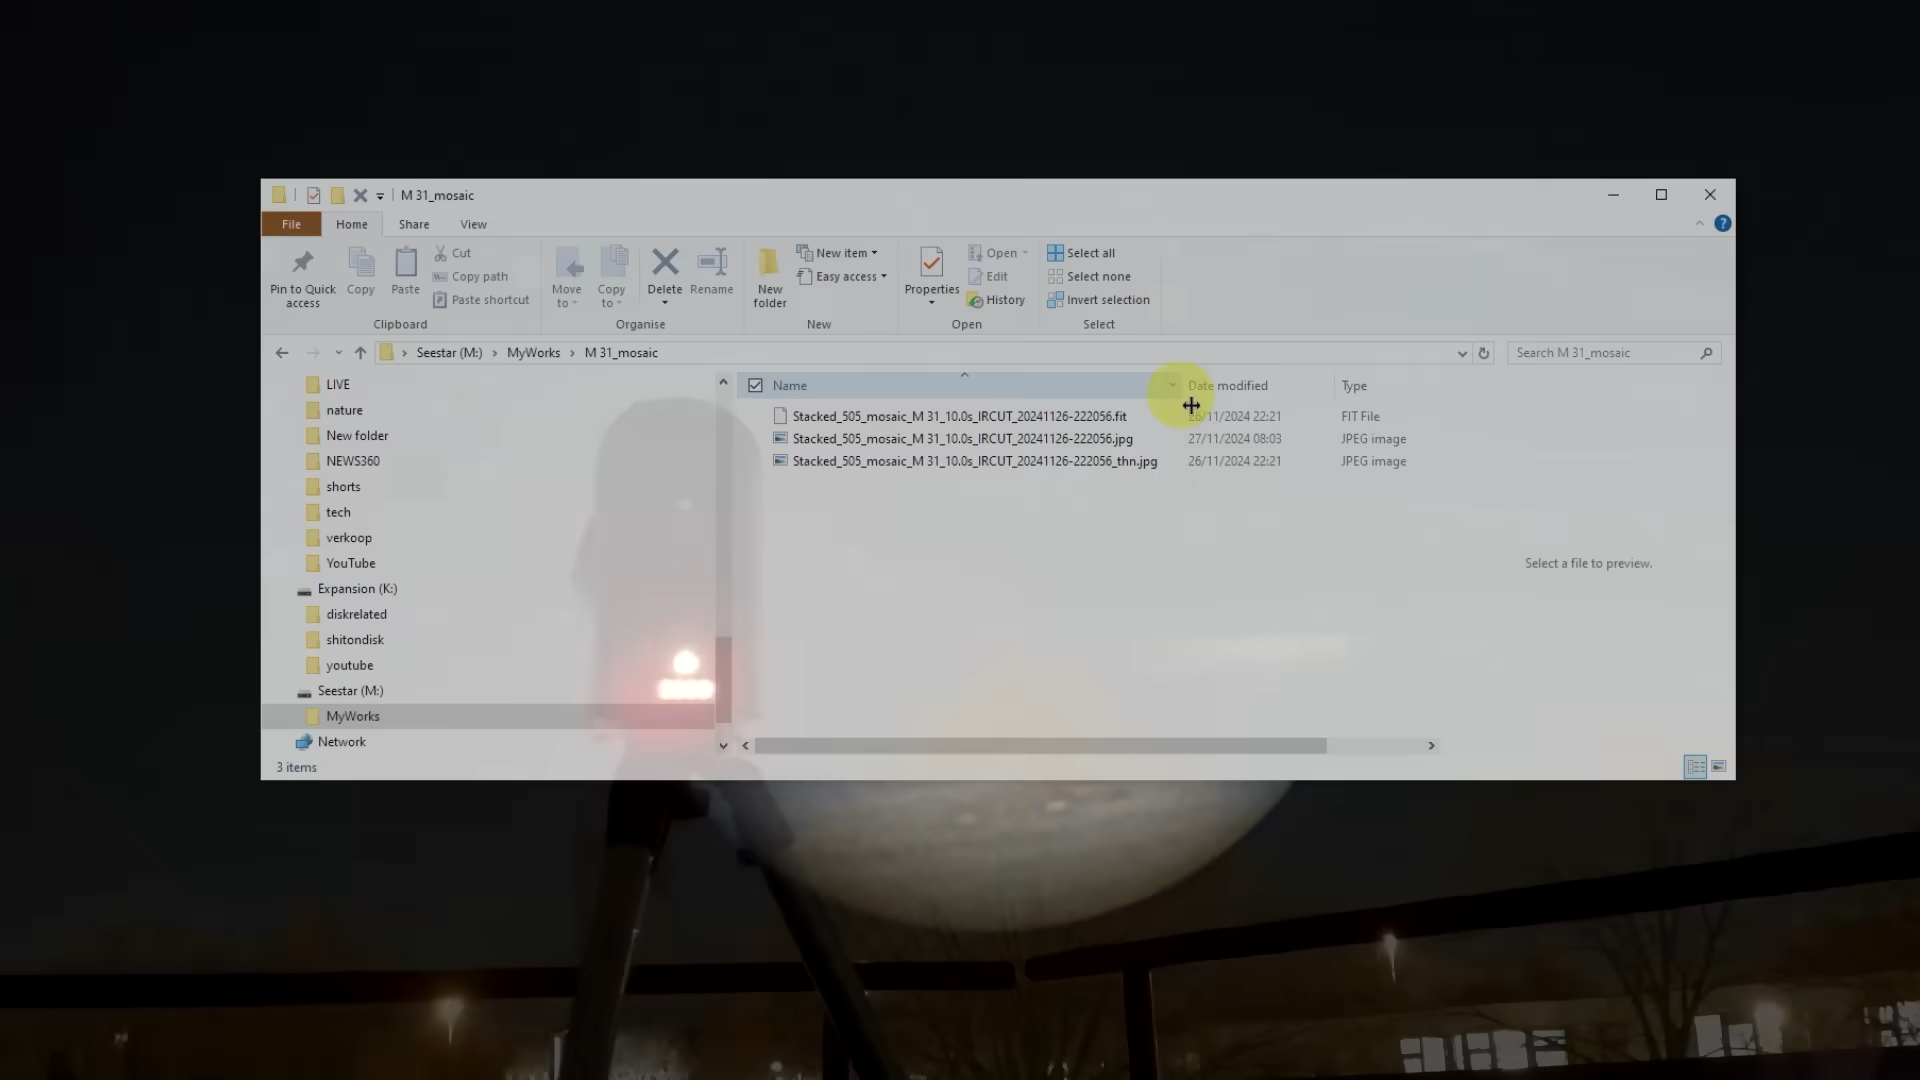 M 31_mosaic
File Home Share View
Pin to Quick access
Copy
Paste
Cut
Copy path
Paste shortcut
Clipboard
Move to
Copy to
Delete
Rename
Organise
New folder
New item
Easy access
New
Properties
Open
Edit
History
Open
Select all
Select none
Invert selection
Select
Seestar (M:) MyWorks M 31_mosaic
Search M 31_mosaic
LIVE
nature
New folder
NEWS360
shorts
tech
verkoop
YouTube
Expansion (K:)
diskrelated
shitondisk
youtube
Seestar (M:)
MyWorks
Network
Name Date modified Type
Stacked_505_mosaic_M 31_10.0s_IRCUT_20241126-222056.fit 26/11/2024 22:21 FIT File
Stacked_505_mosaic_M 31_10.0s_IRCUT_20241126-222056.jpg 27/11/2024 08:03 JPEG image
Stacked_505_mosaic_M 31_10.0s_IRCUT_20241126-222056_thn.jpg 26/11/2024 22:21 JPEG image
Select a file to preview.
3 items